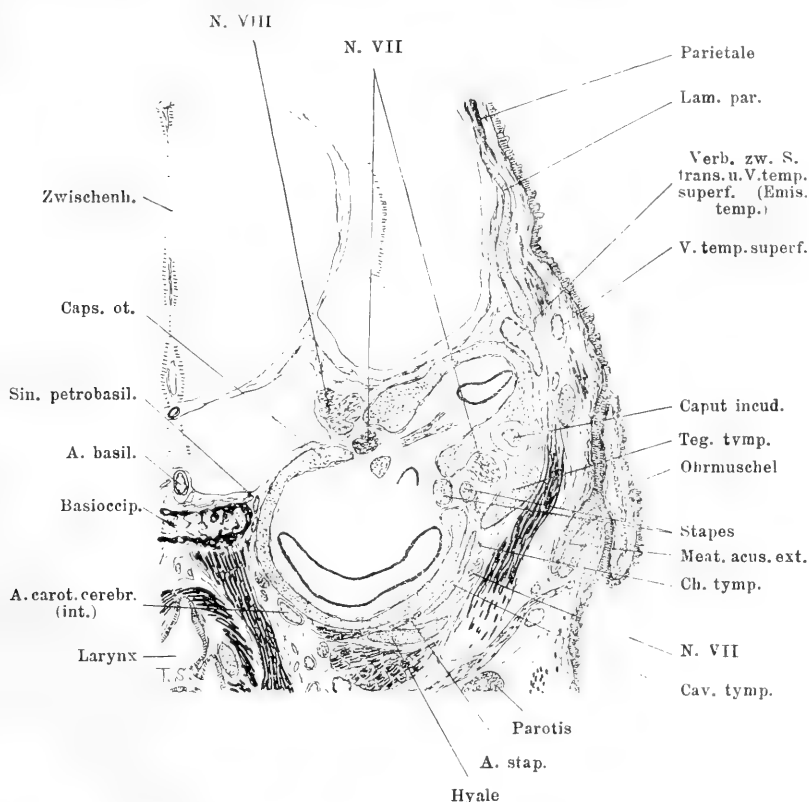 N. VIII
N. VII
Parietale
Lam. par.
Verb. zw. S.
trans. u. V. temp.
superf. (Emis.
temp.)
V. temp. superf.
Zwischenh.
Caps. ot.
Sin. petrobasil.
A. basil.
Basioccip.
A. carot. cerebr.
(int.)
Larynx
T. S.
Caput incud.
Teg. tymp.
Ohrmuschel
Stapes
Meat. acus. ext.
Ch. tymp.
N. VII
Cav. tymp.
Parotis
A. stap.
Hyale